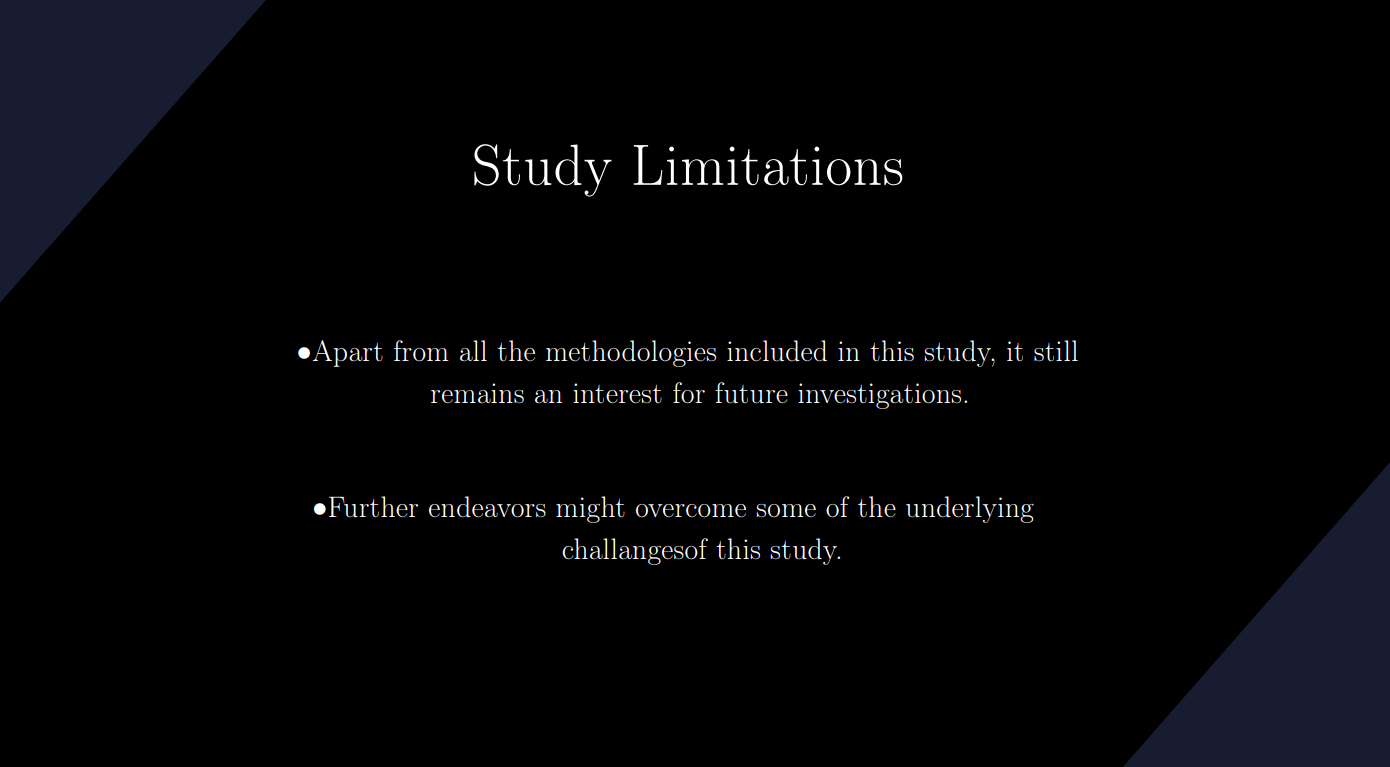 Study Limitations
●Apart from all the methodologies included in this study, it still
remains an interest for future investigations.
●Further endeavors might overcome some of the underlying
challangesof this study.